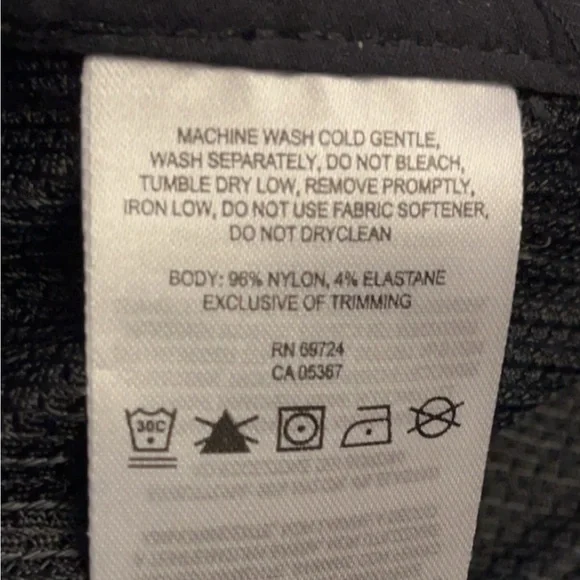 MACHINE WASH COLD GENTLE,
WASH SEPARATELY, DO NOT BLEACH,
TUMBLE DRY LOW, REMOVE PROMPTLY,
IRON LOW, DO NOT USE FABRIC SOFTENER,
DO NOT DRYCLEAN
BODY: 96% NYLON, 4% ELASTANE
EXCLUSIVE OF TRIMMING
RN 69724
CA 05367
30C